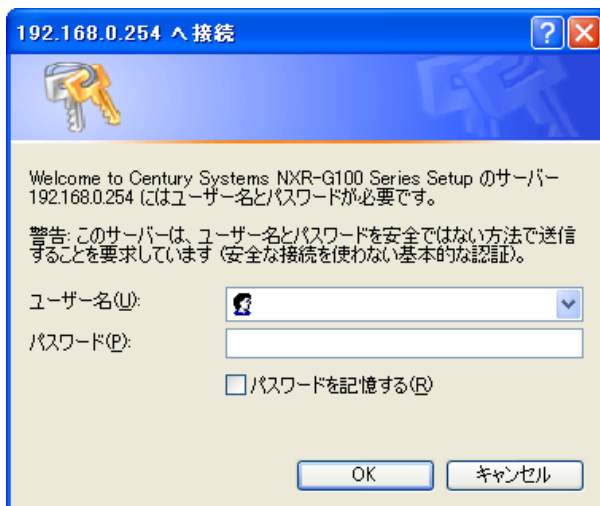 192.168.0.254 へ接続
Welcome to Century Systems NXR-G100 Series Setup のサーバー
192.168.0.254 にはユーザー名とパスワードが必要です。
警告: このサーバーは、ユーザー名とパスワードを安全ではない方法で送信
することを要求しています (安全な接続を使わない基本的な認証)。
ユーザー名(U):
パスワード(P):
パスワードを記憶する(R)
OK
キャンセル